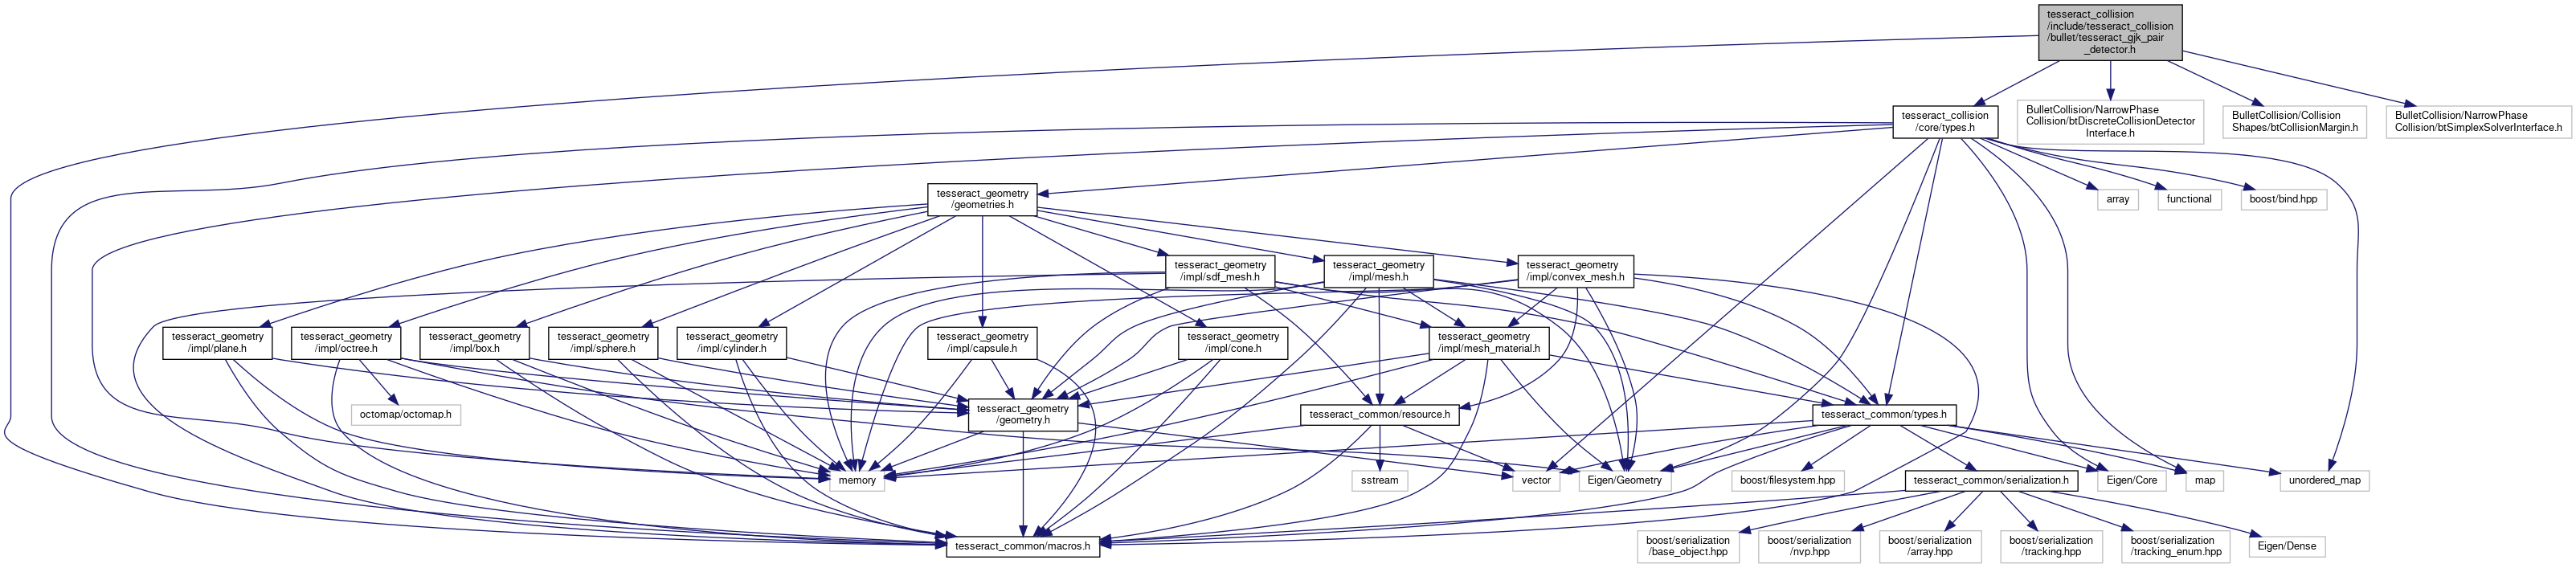 tesseract_collision
/include/tesseract_collision
/bullet/tesseract_gjk_pair
_detector.h
tesseract_collision
/core/types.h
BulletCollision/NarrowPhase
Collision/btDiscreteCollisionDetector
Interface.h
BulletCollision/Collision
Shapes/btCollisionMargin.h
BulletCollision/NarrowPhase
Collision/btSimplexSolverInterface.h
tesseract_geometry
/geometries.h
array
functional
boost/bind.hpp
tesseract_geometry
/impl/sdf_mesh.h
tesseract_geometry
/impl/mesh.h
tesseract_geometry
/impl/convex_mesh.h
tesseract_geometry
/impl/plane.h
tesseract_geometry
/impl/octree.h
tesseract_geometry
/impl/box.h
tesseract_geometry
/impl/sphere.h
tesseract_geometry
/impl/cylinder.h
tesseract_geometry
/impl/capsule.h
tesseract_geometry
/impl/cone.h
tesseract_geometry
/impl/mesh_material.h
octomap/octomap.h
tesseract_geometry
/geometry.h
tesseract_common/resource.h
tesseract_common/types.h
memory
sstream
vector
Eigen/Geometry
boost/filesystem.hpp
tesseract_common/serialization.h
Eigen/Core
map
unordered_map
tesseract_common/macros.h
boost/serialization
/base_object.hpp
boost/serialization
/nvp.hpp
boost/serialization
/array.hpp
boost/serialization
/tracking.hpp
boost/serialization
/tracking_enum.hpp
Eigen/Dense